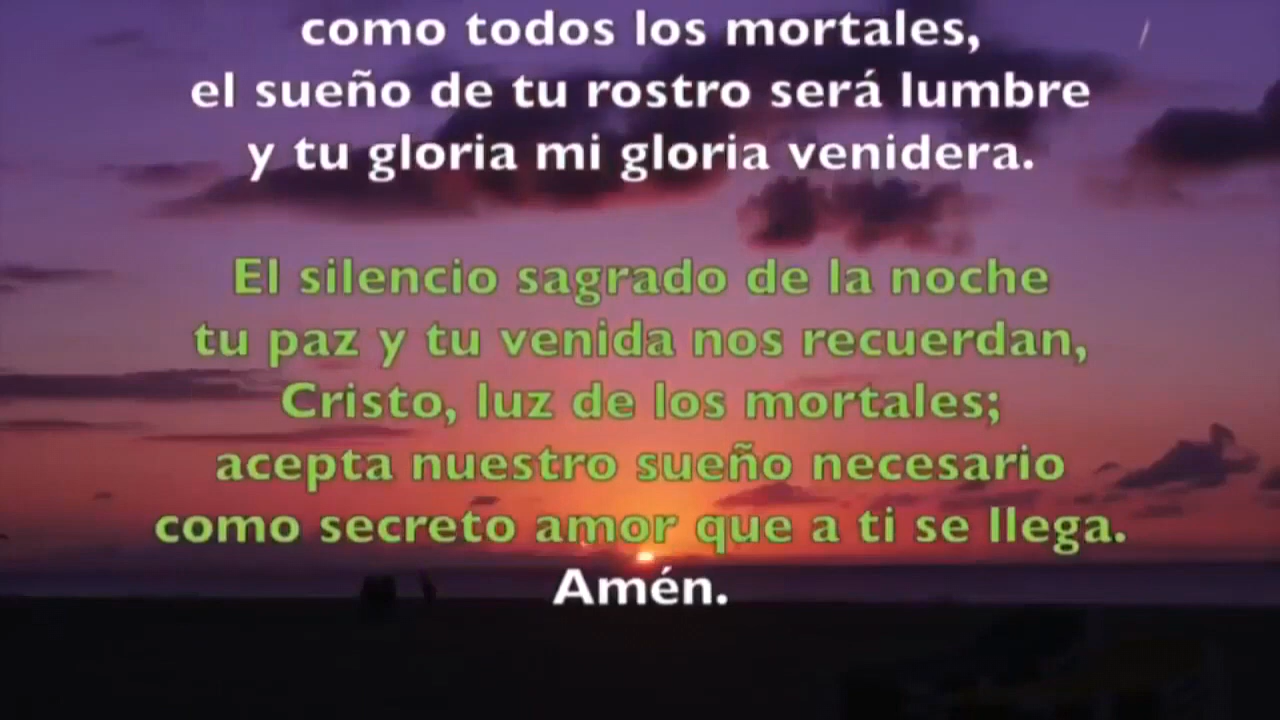 como todos los mortales,
el sueño de tu rostro será lumbre
y tu gloria mi gloria venidera.
El silencio sagrado de la noche
tu paz y tu venida nos recuerdan,
Cristo, luz de los mortales;
acepta nuestro sueño necesario
como secreto amor que a ti se llega.
Amén.